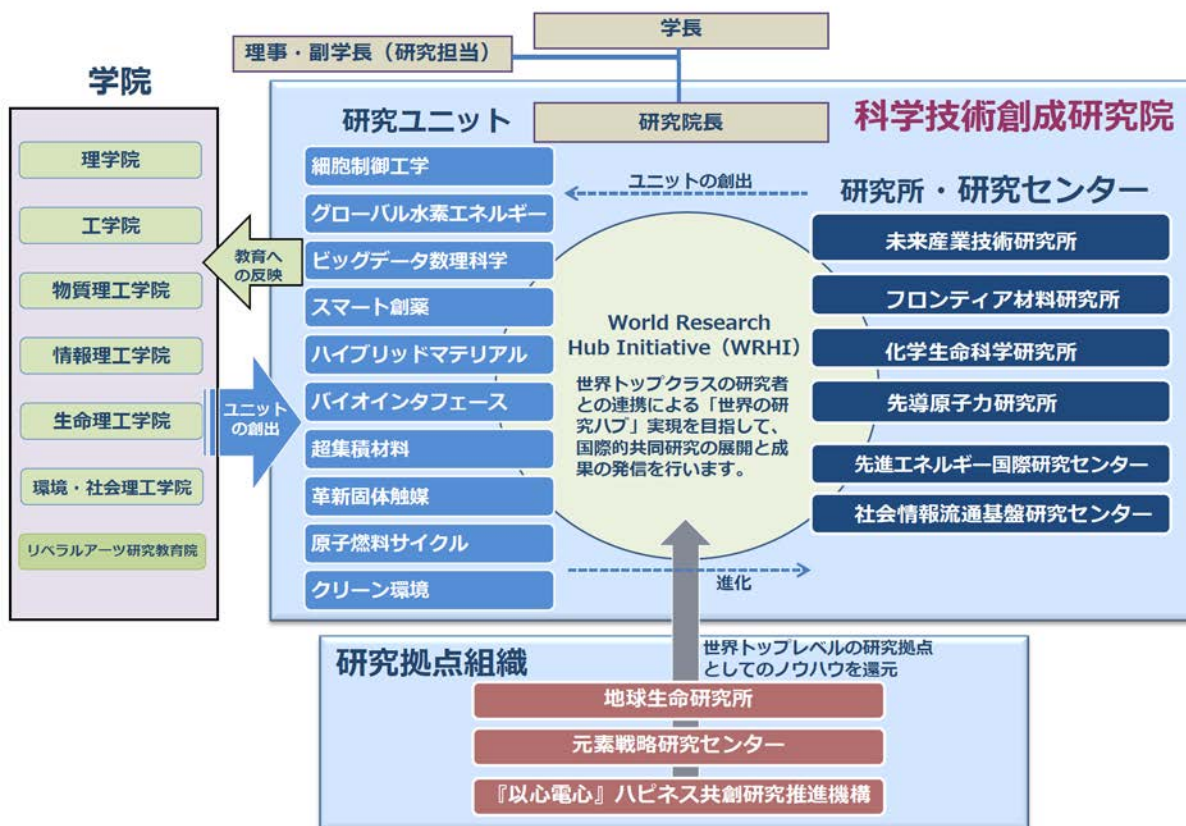 学長
理事・副学長（研究担当）
学院
理学院
工学院
物質理工学院
情報理工学院
生命理工学院
環境・社会理工学院
リベラルアーツ研究教育院
教育へ
の反映
ユニット
の創出
研究院長
科学技術創成研究院
研究ユニット
細胞制御工学
グローバル水素エネルギー
ビッグデータ数理科学
スマート創薬
ハイブリッドマテリアル
バイオインタフェース
超集積材料
革新固体触媒
原子燃料サイクル
クリーン環境
ユニットの創出
World Research
Hub Initiative（WRHI）
世界トップクラスの研究者
との連携による「世界の研
究ハブ」実現を目指して、
国際的共同研究の展開と成
果の発信を行います。
進化
研究所・研究センター
未来産業技術研究所
フロンティア材料研究所
化学生命科学研究所
先導原子力研究所
先進エネルギー国際研究センター
社会情報流通基盤研究センター
研究拠点組織
世界トップレベルの研究拠点
としてのノウハウを還元
地球生命研究所
元素戦略研究センター
『以心電心』ハピネス共創研究推進機構